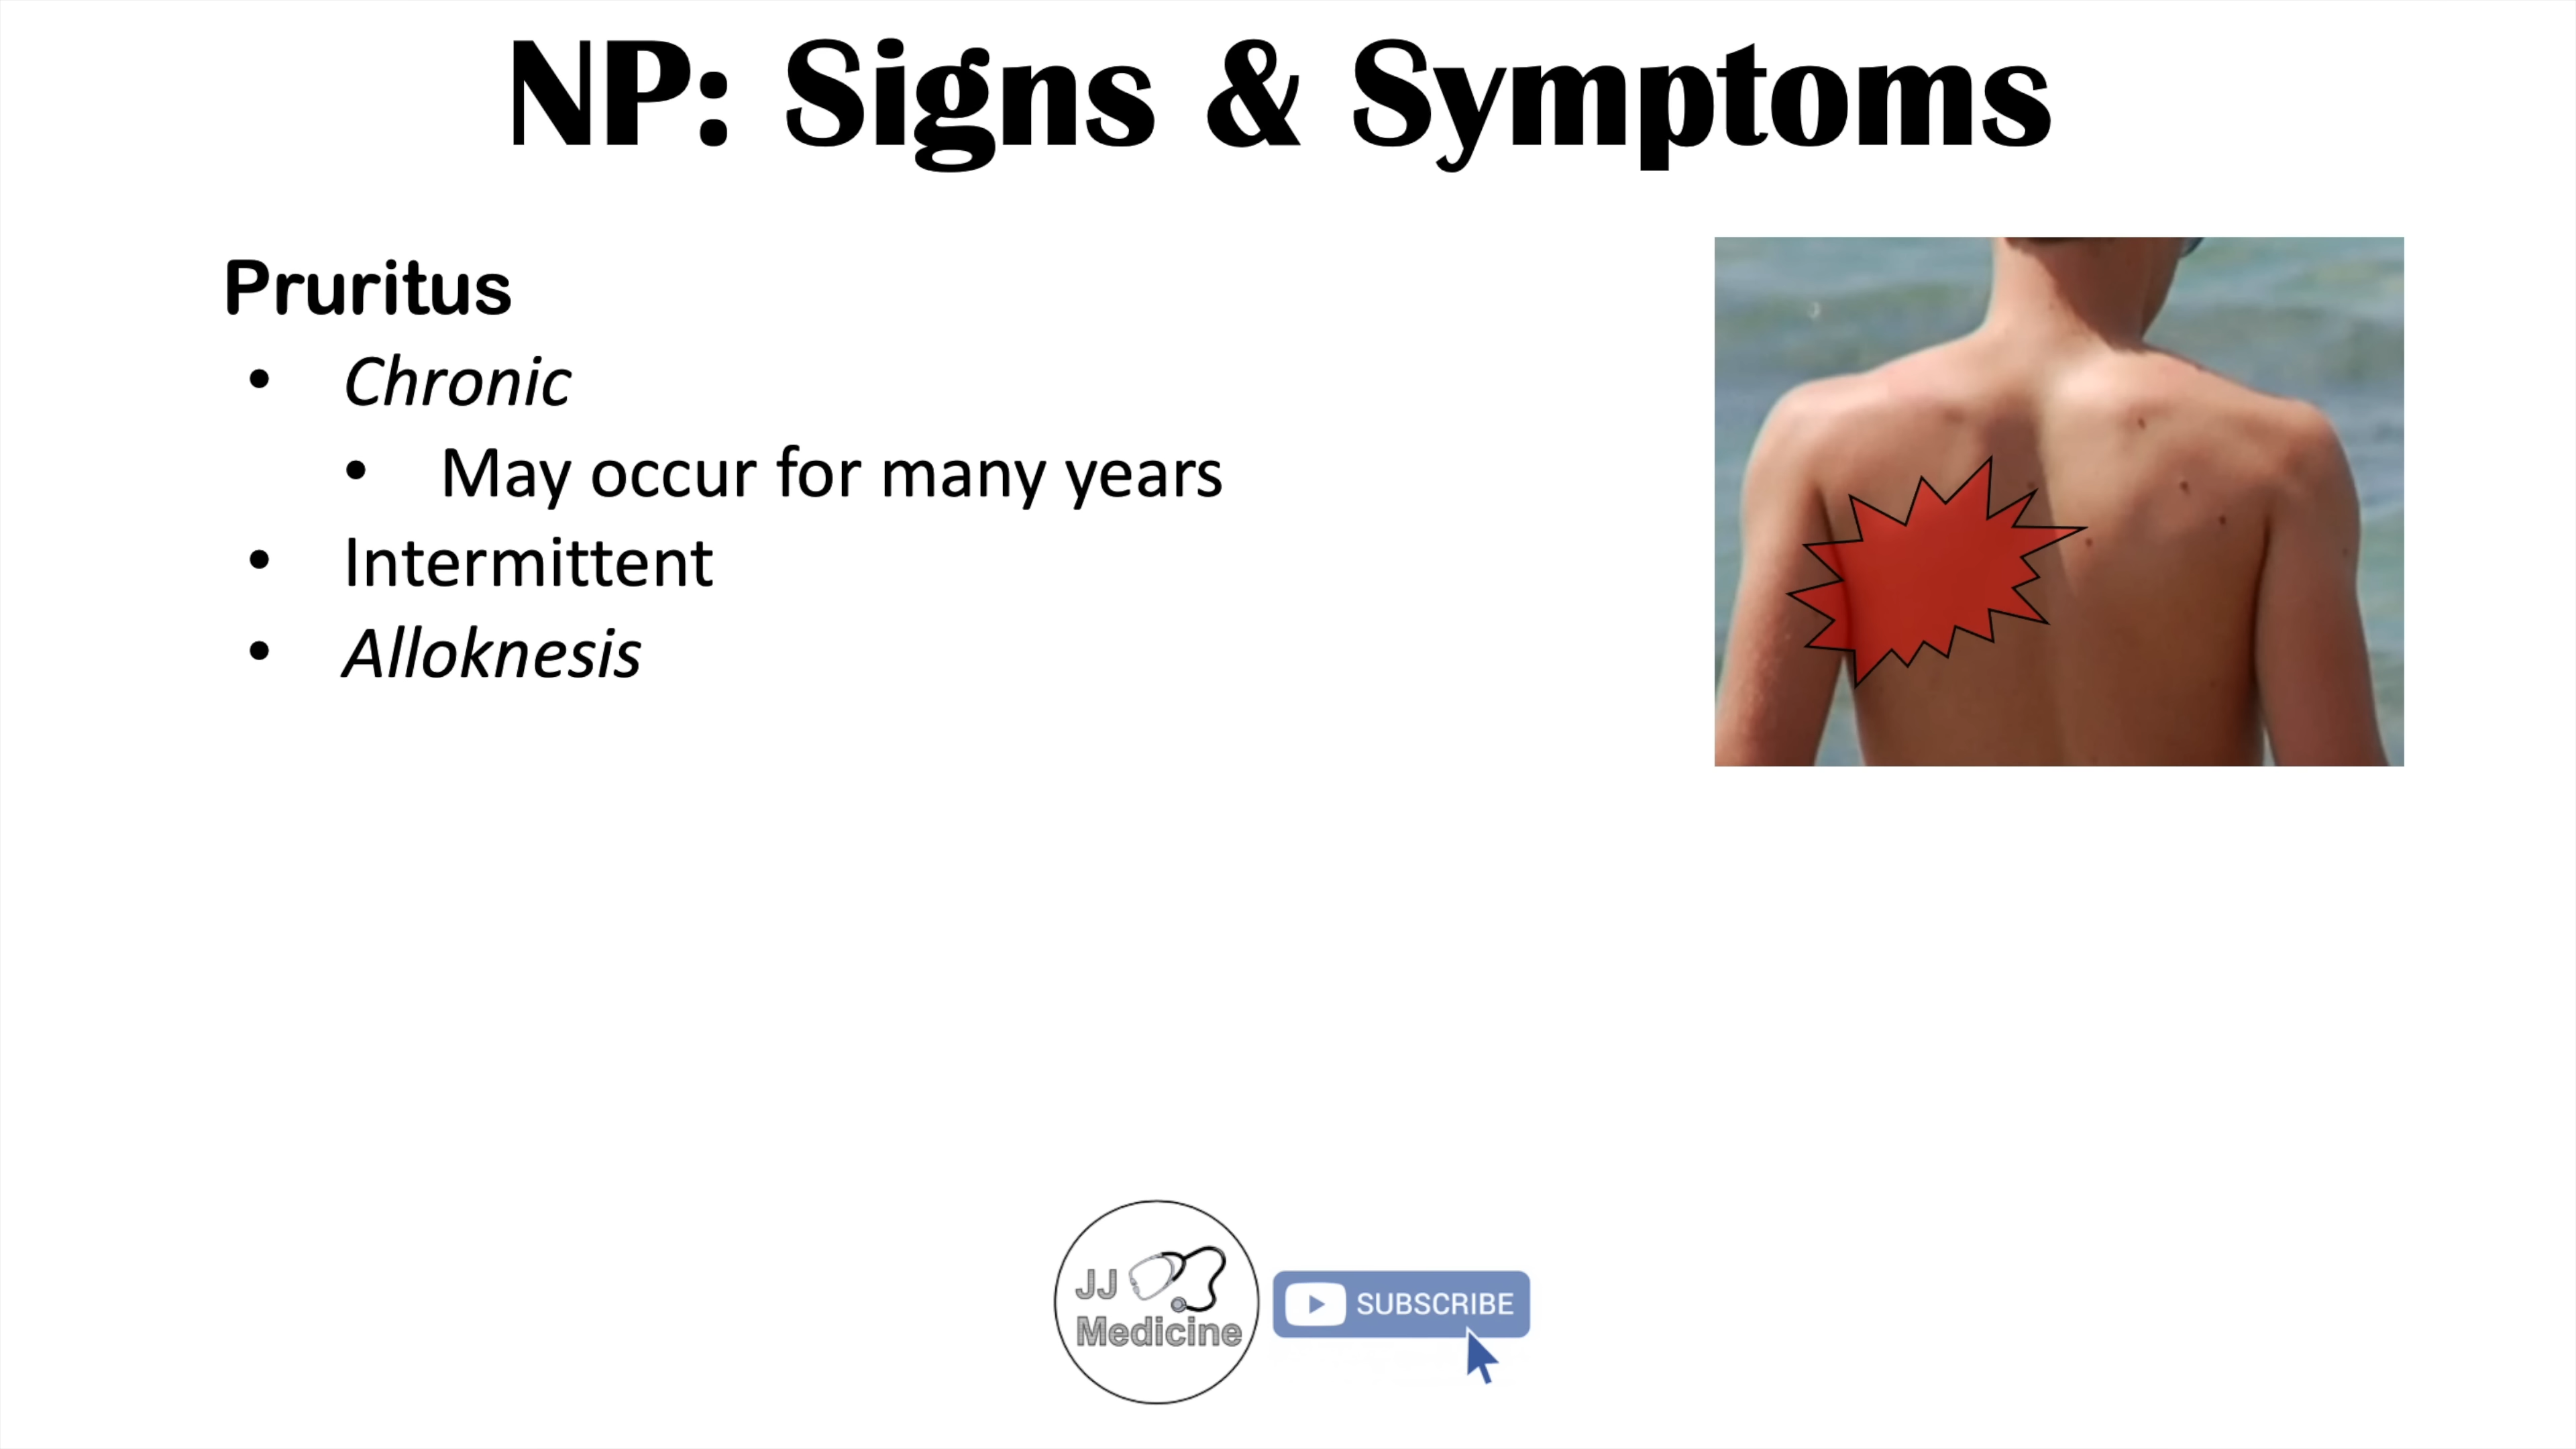 NP: Signs & Symptoms
Pruritus
• Chronic
• May occur for many years
• Intermittent
• Alloknesis
JJ
Medicine
SUBSCRIBE